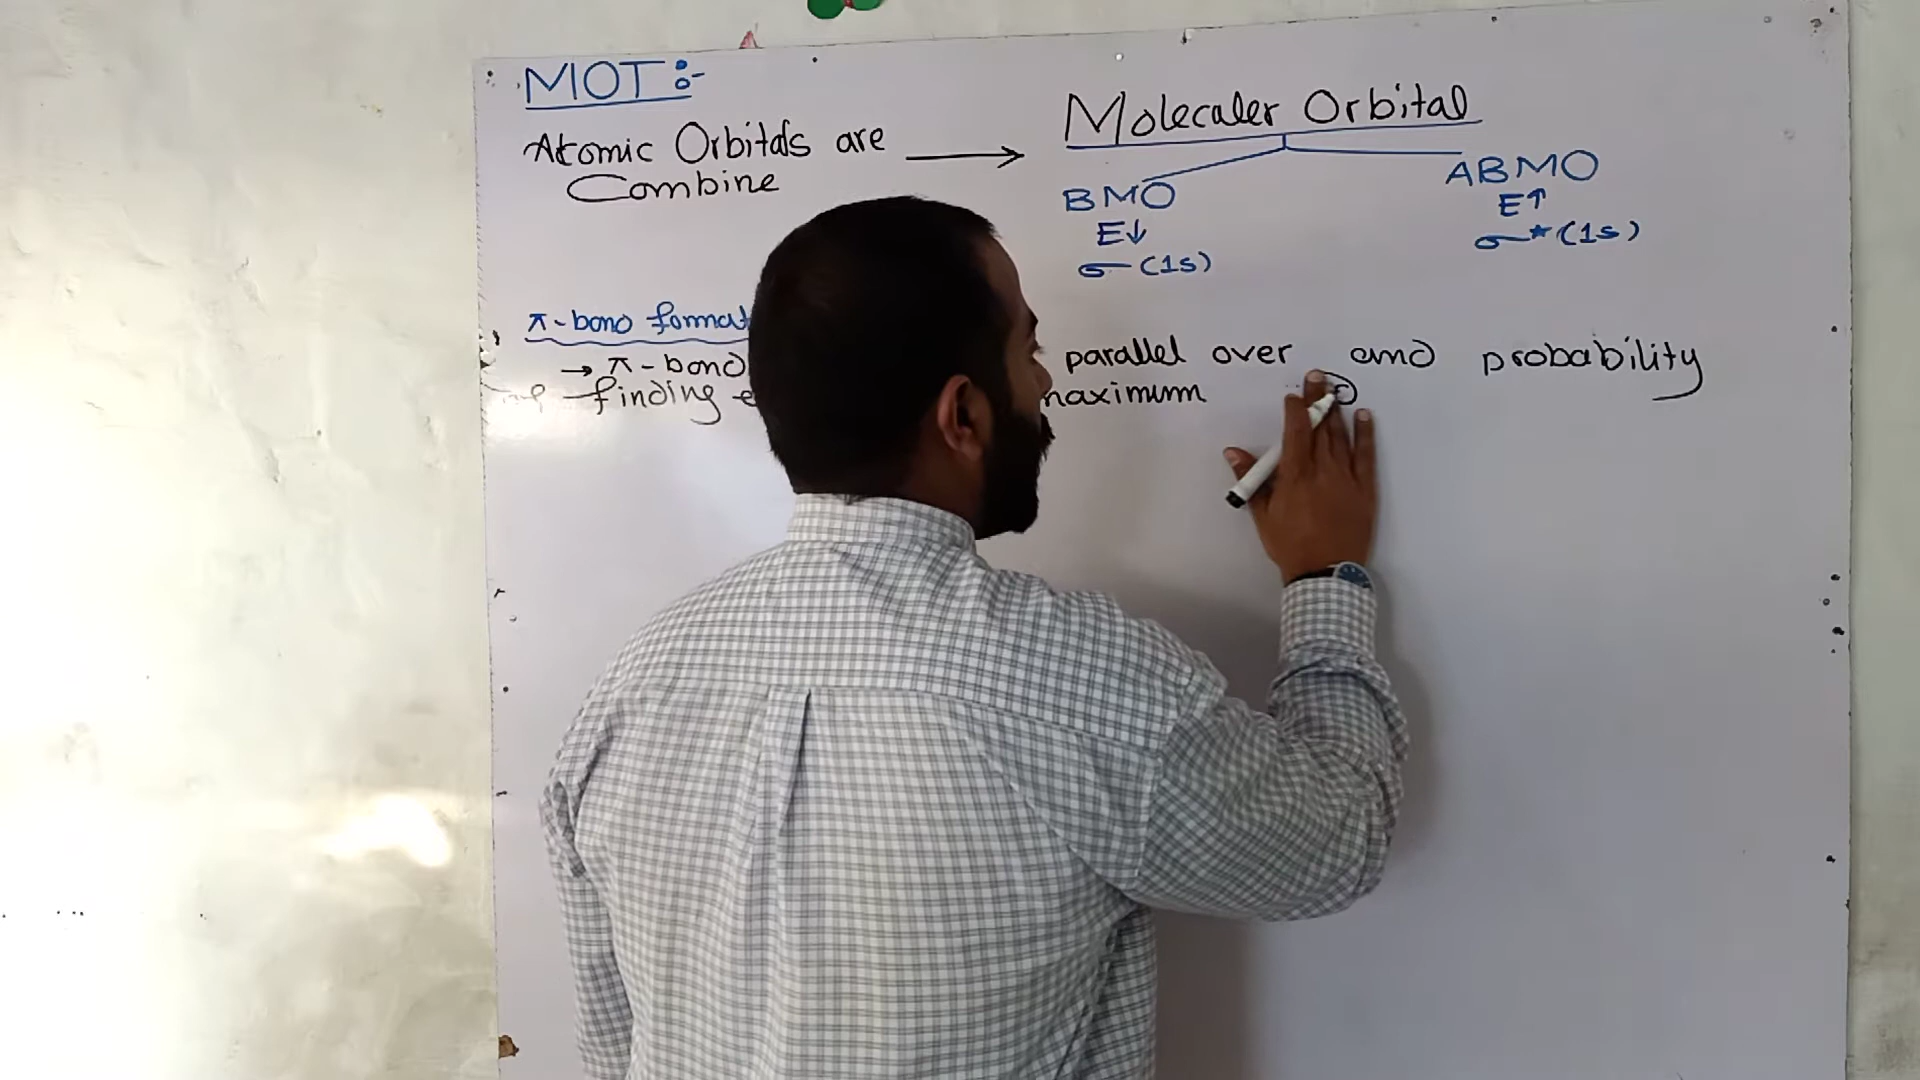 MOT:-
Atomic Orbitals are
Combine
Molecaler Orbital
BMO
E↓
σ(1s)
ABMO
E↑
σ*(1s)
π-bond format
→ π-bond parallel over and probability
of finding maximum